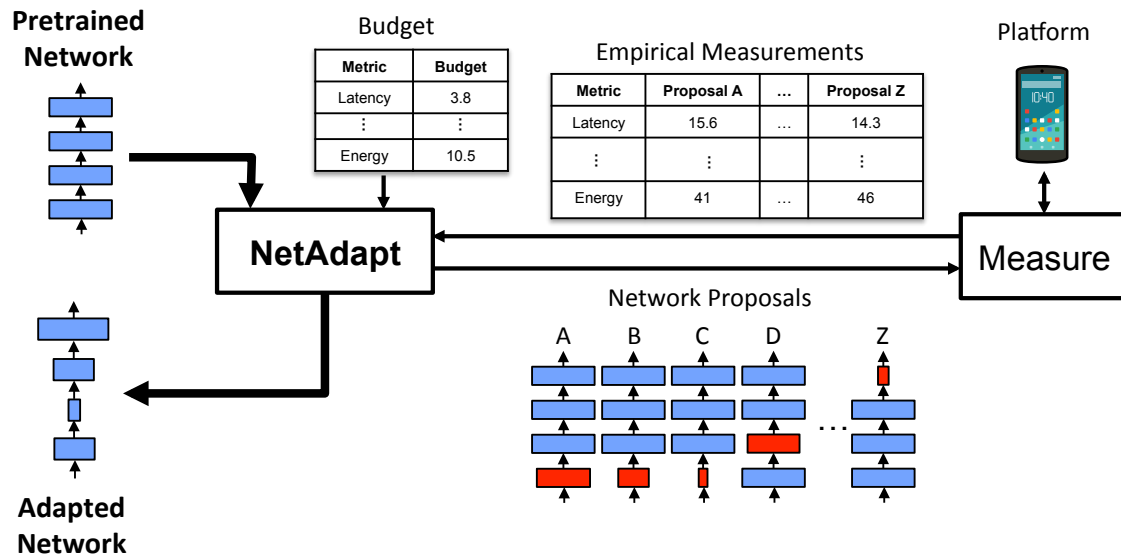 Pretrained
Network
Budget
Metric Budget
Latency 3.8
⋮ ⋮
Energy 10.5
Empirical Measurements
Metric Proposal A … Proposal Z
Latency 15.6 … 14.3
⋮ ⋮ ⋮
Energy 41 … 46
Platform
10:40
NetAdapt
Measure
Network Proposals
A B C D Z
...
Adapted
Network